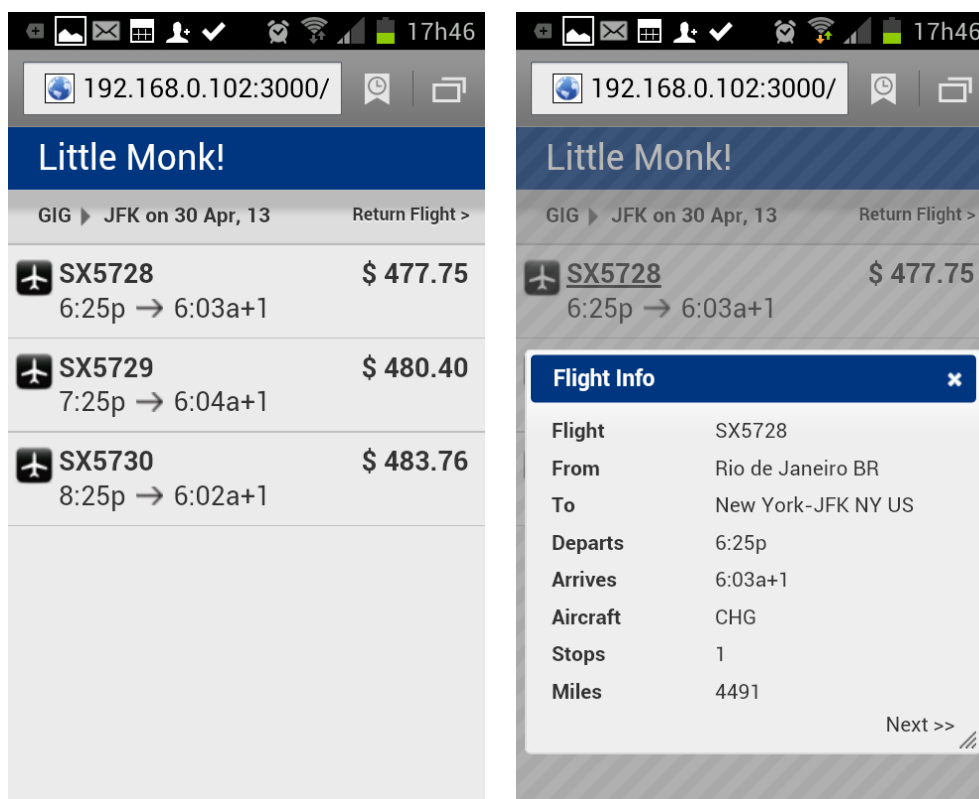 17h46
192.168.0.102:3000/
Little Monk!
GIG JFK on 30 Apr, 13 Return Flight >
SX5728 $ 477.75
6:25p → 6:03a+1
SX5729 $ 480.40
7:25p → 6:04a+1
SX5730 $ 483.76
8:25p → 6:02a+1
17h46
192.168.0.102:3000/
Little Monk!
GIG JFK on 30 Apr, 13 Return Flight >
SX5728 $ 477.75
6:25p → 6:03a+1
Flight Info
Flight SX5728
From Rio de Janeiro BR
To New York-JFK NY US
Departs 6:25p
Arrives 6:03a+1
Aircraft CHG
Stops 1
Miles 4491
Next >>